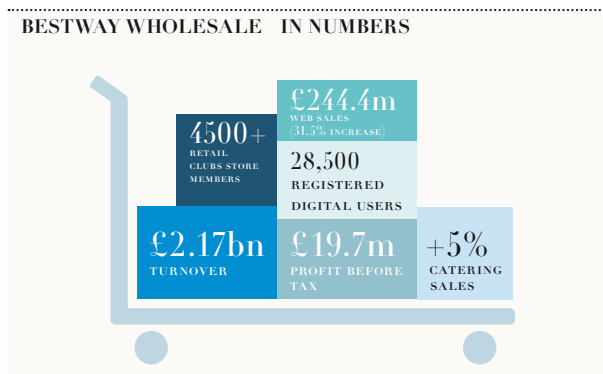 BESTWAY WHOLESALE IN NUMBERS
£244.4m
WEB SALES
(31.5% INCREASE)
4500+
RETAIL
CLUBS STORE
MEMBERS
28,500
REGISTERED
DIGITAL USERS
£2.17bn
TURNOVER
£19.7m
PROFIT BEFORE
TAX
+5%
CATERING
SALES